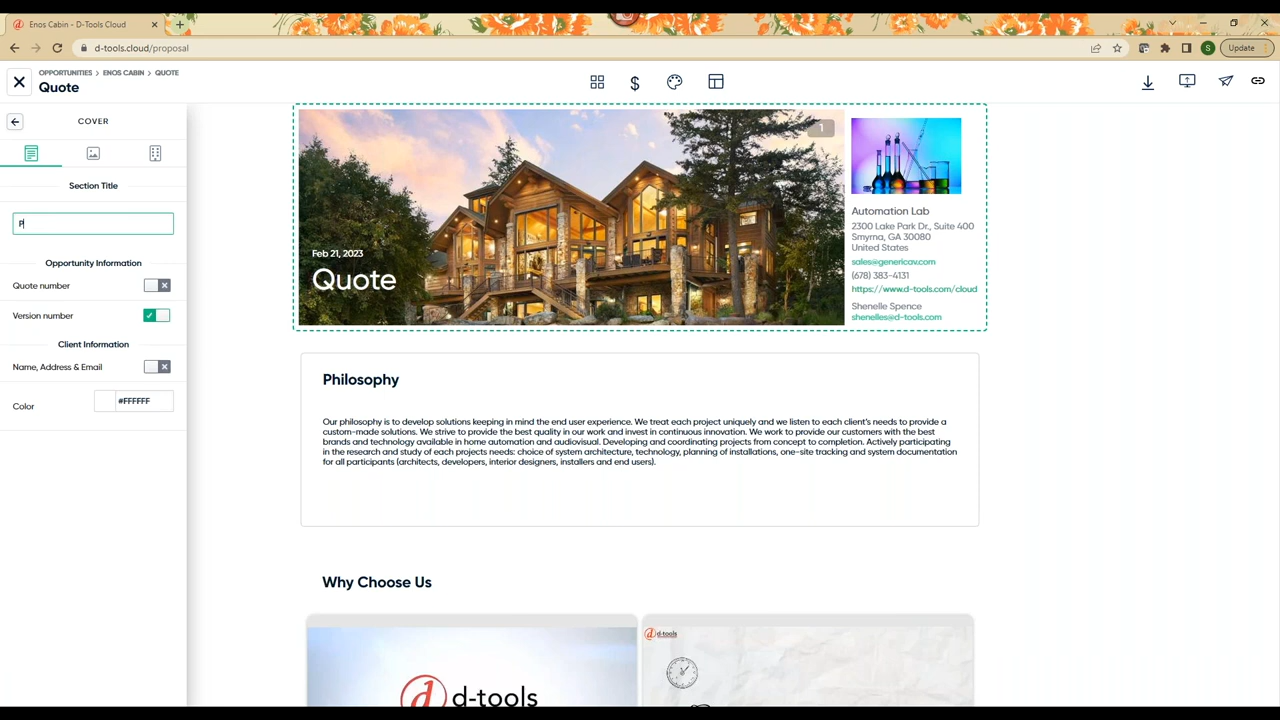 Enos Cabin - D-Tools Cloud
d-tools.cloud/proposal
S
Update
OPPORTUNITIES > ENOS CABIN > QUOTE
Quote
COVER
Section Title
P
Opportunity Information
Quote number
Version number
Client Information
Name, Address & Email
Color
#FFFFFF
1
Feb 21, 2023
Quote
Automation Lab
2300 Lake Park Dr., Suite 400
Smyrna, GA 30080
United States
sales@genericav.com
(678) 383-4131
https://www.d-tools.com/cloud
Shenelle Spence
shenelles@d-tools.com
Philosophy
Our philosophy is to develop solutions keeping in mind the end user experience. We treat each project uniquely and we listen to each client's needs to provide a
custom-made solutions. We strive to provide the best quality in our work and invest in continuous innovation. We work to provide our customers with the best
brands and technology available in home automation and audiovisual. Developing and coordinating projects from concept to completion. Actively participating
in the research and study of each projects needs: choice of system architecture, technology, planning of installations, one-site tracking and system documentation
for all participants (architects, developers, interior designers, installers and end users).
Why Choose Us
d-tools
d-tools